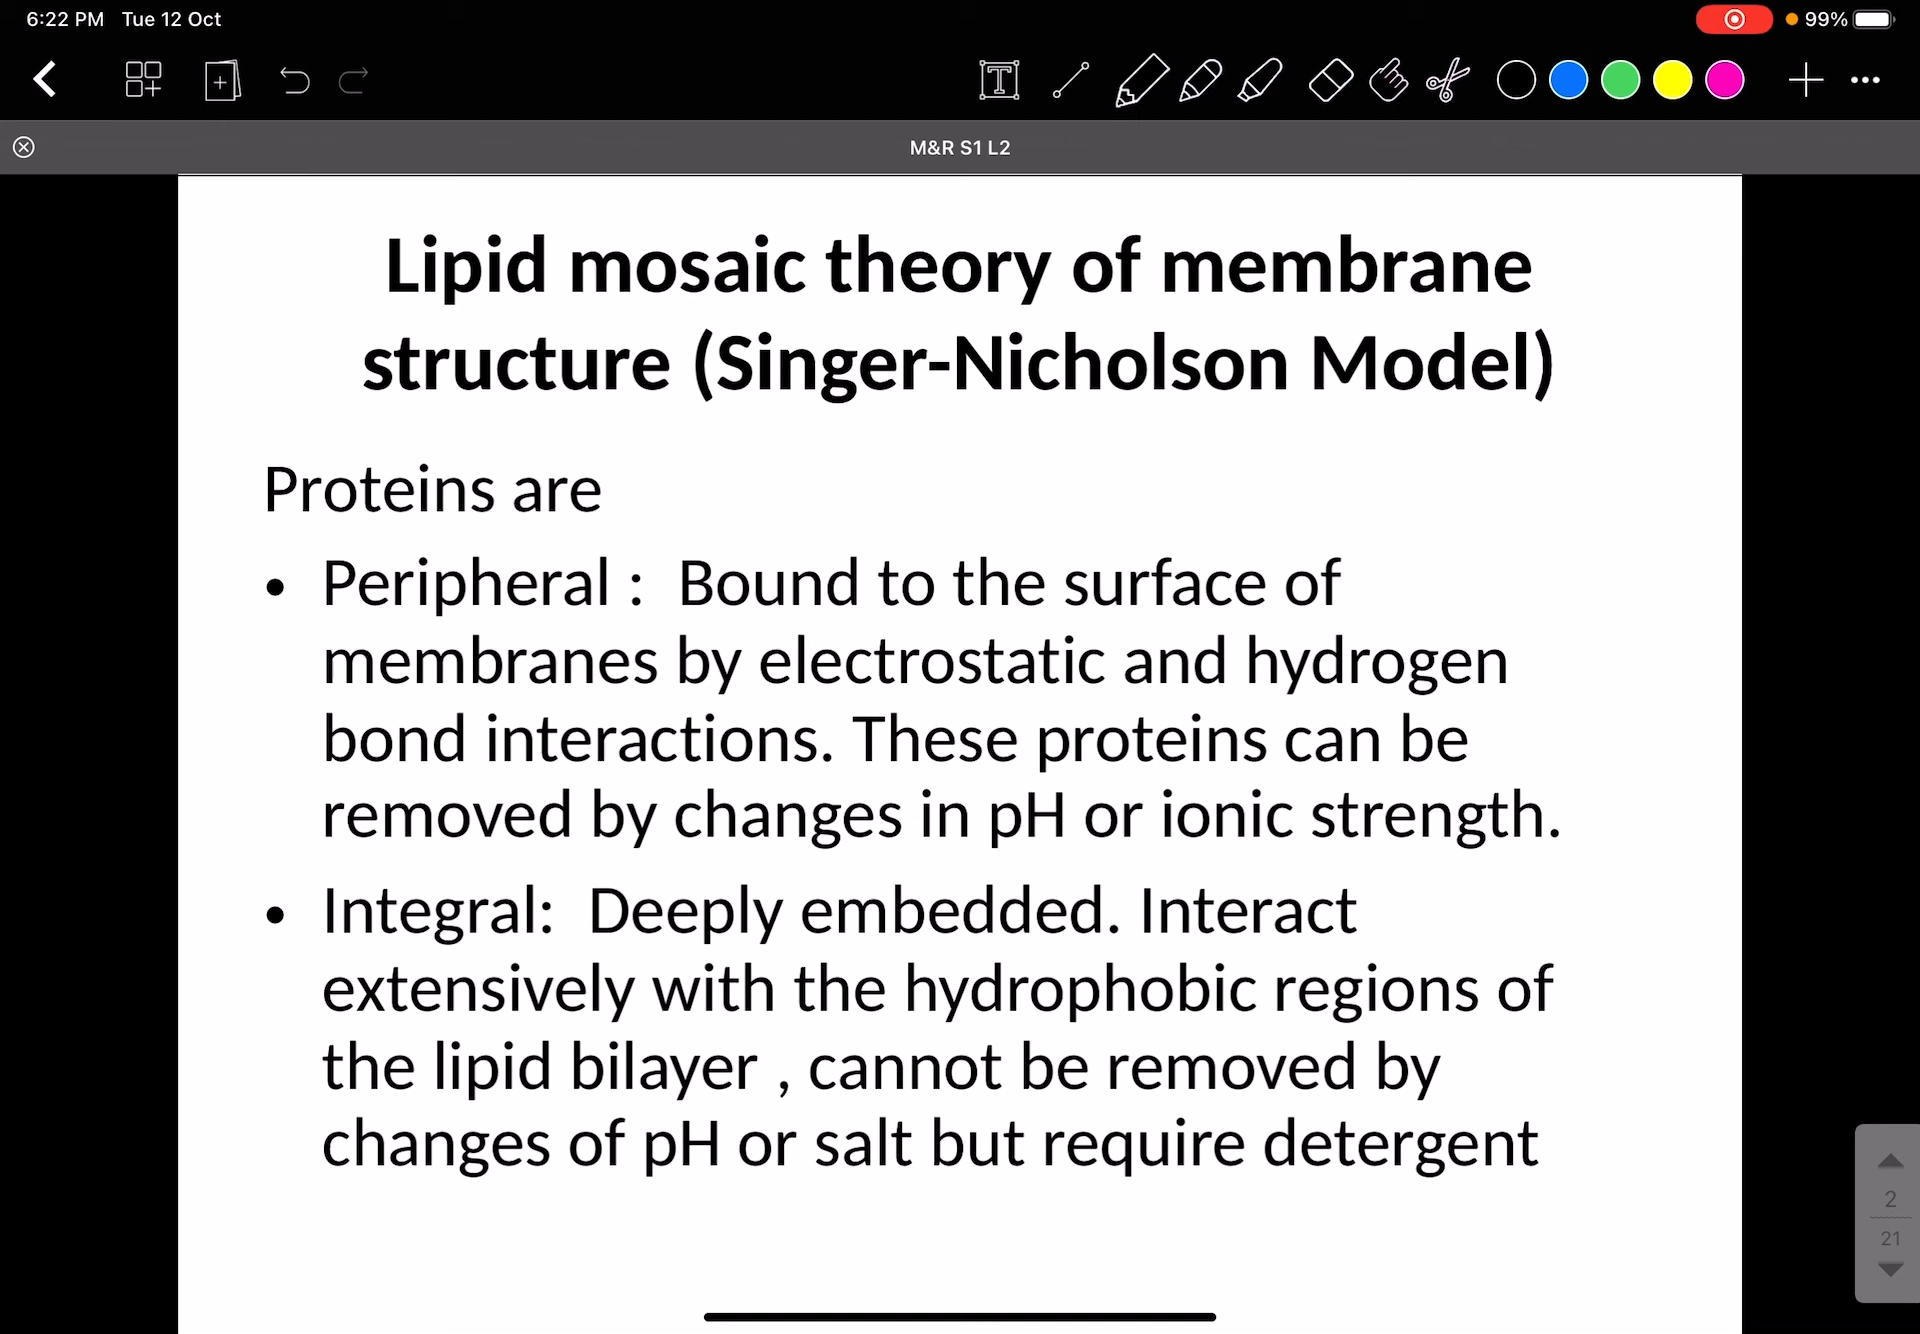 6:22 PM Tue 12 Oct
99%
T
M&R S1 L2
Lipid mosaic theory of membrane
structure (Singer-Nicholson Model)
Proteins are
• Peripheral :  Bound to the surface of
membranes by electrostatic and hydrogen
bond interactions. These proteins can be
removed by changes in pH or ionic strength.
• Integral:  Deeply embedded. Interact
extensively with the hydrophobic regions of
the lipid bilayer , cannot be removed by
changes of pH or salt but require detergent
2
21